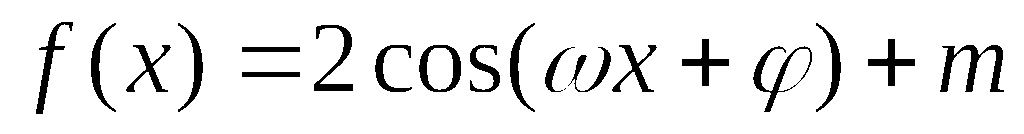 f(x) = 2cos(ωx + φ) + m